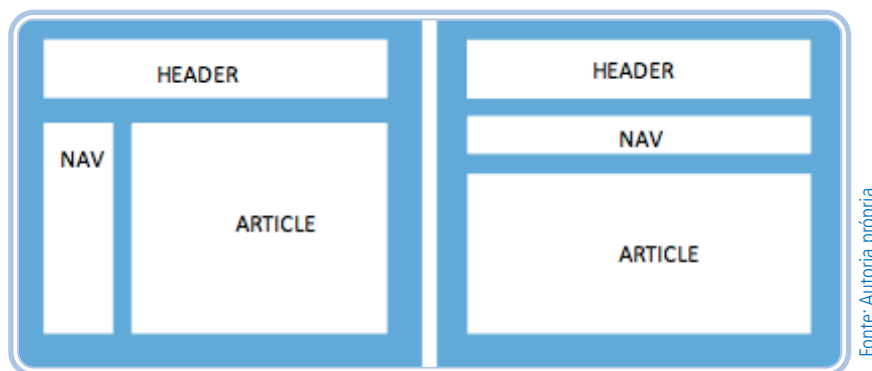 HEADER
NAV
ARTICLE
HEADER
NAV
ARTICLE
Fonte: Autoria própria